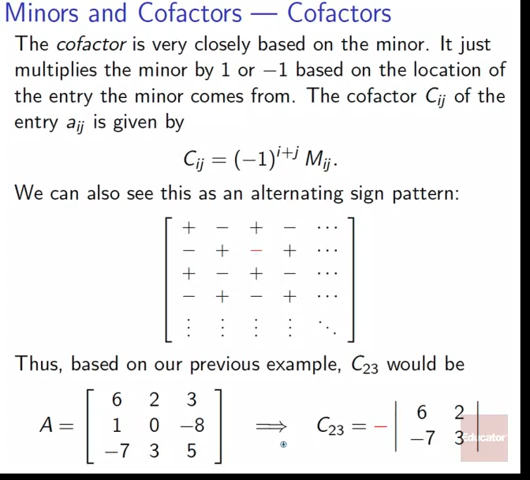 Minors and Cofactors — Cofactors
The cofactor is very closely based on the minor. It just
multiplies the minor by 1 or −1 based on the location of
the entry the minor comes from. The cofactor Cij of the
entry aij is given by
Cij = (−1)^i+j Mij.
We can also see this as an alternating sign pattern:
+ − + − ⋯
− + − + ⋯
+ − + − ⋯
− + − + ⋯
⋮ ⋮ ⋮ ⋮ ⋱
Thus, based on our previous example, C23 would be
A = [ 6 2 3
1 0 −8
−7 3 5 ] ⟹ C23 = − | 6 2
−7 3 |
Educator